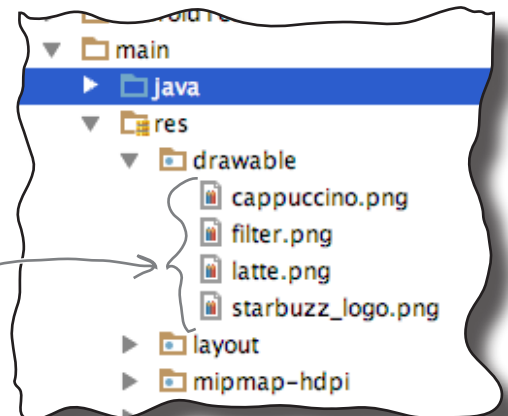 main
java
res
drawable
cappuccino.png
filter.png
latte.png
starbuzz_logo.png
layout
mipmap-hdpi